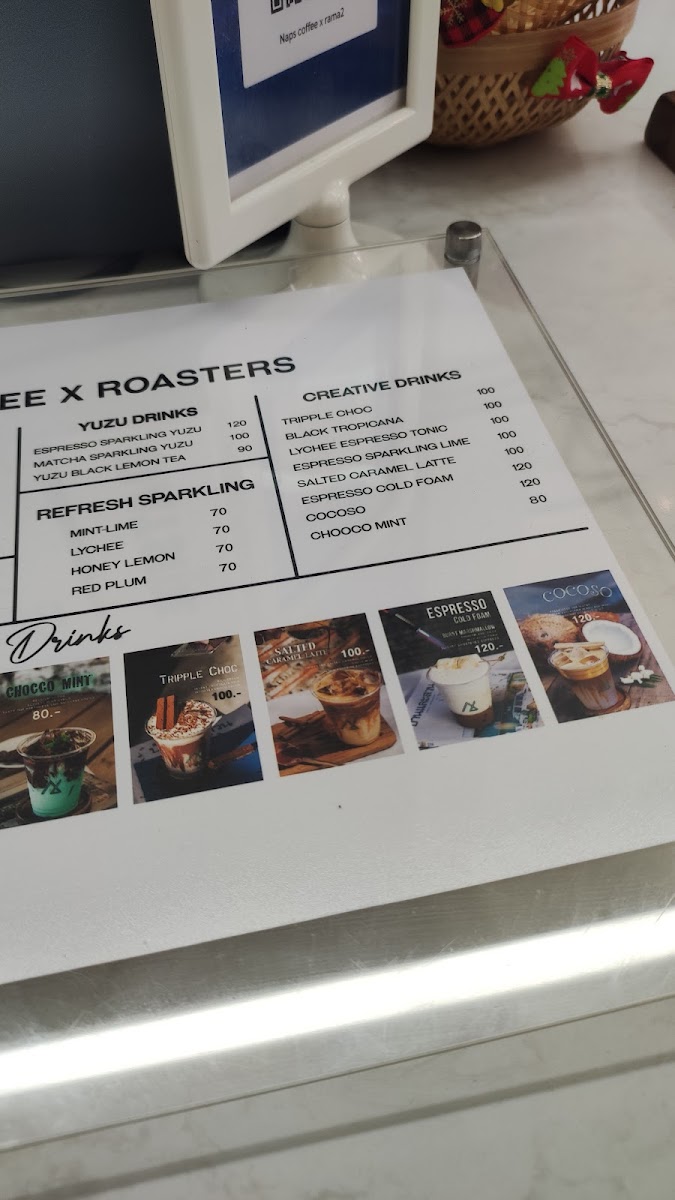 Naps coffee x rama2
EE X ROASTERS
YUZU DRINKS
ESPRESSO SPARKLING YUZU 120
MATCHA SPARKLING YUZU 100
YUZU BLACK LEMON TEA 90
REFRESH SPARKLING
MINT-LIME 70
LYCHEE 70
HONEY LEMON 70
RED PLUM 70
CREATIVE DRINKS
TRIPPLE CHOC 100
BLACK TROPICANA 100
LYCHEE ESPRESSO TONIC 100
ESPRESSO SPARKLING LIME 100
SALTED CARAMEL LATTE 100
ESPRESSO COLD FOAM 120
COCOSO 120
CHOOCO MINT 80
Drinks
CHOCCO MINT
80.-
TRIPPLE CHOC
100.-
SALTED
CARAMEL LATTE 100.-
ESPRESSO
COLD FOAM
BURNT MARSHMALLOW
120.-
COCOSO
120.-